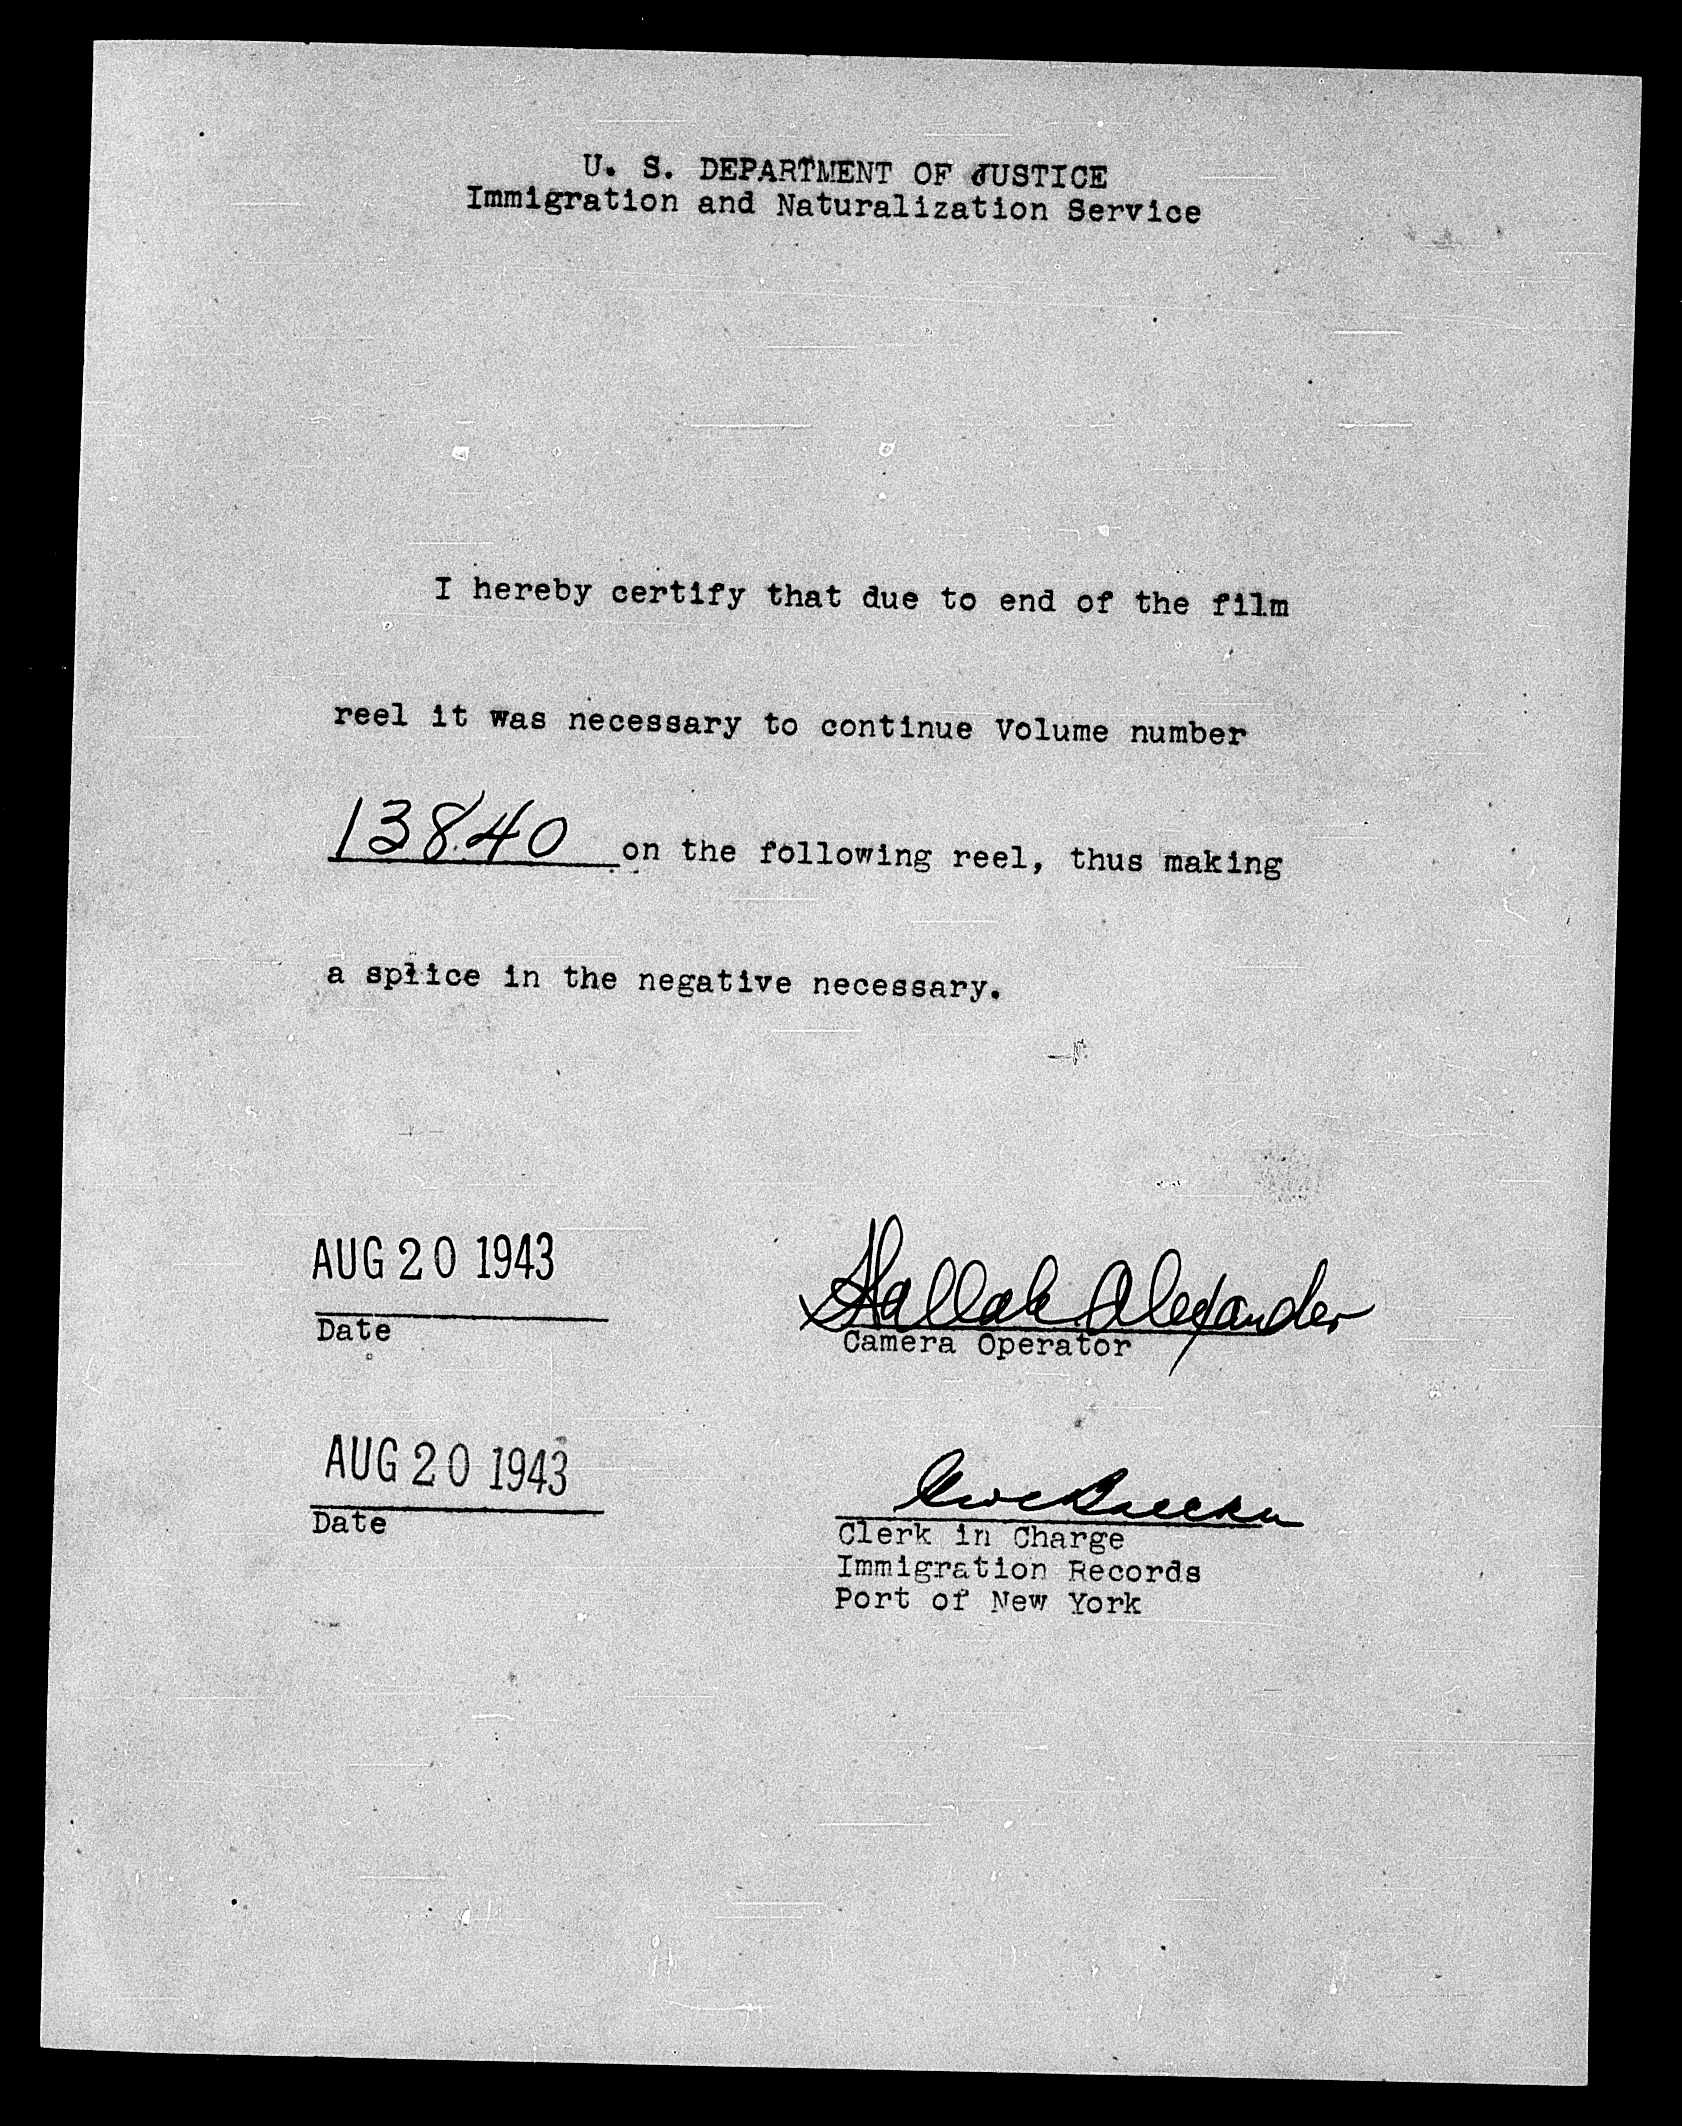 U. S. DEPARTMENT OF JUSTICE
Immigration and Naturalization Service
I hereby certify that due to end of the film
reel it was necessary to continue Volume number
13840 on the following reel, thus making
a splice in the negative necessary.
AUG 20 1943
Date
Alexander
Camera Operator
AUG 20 1943
Date
Clerk in Charge
Immigration Records
Port of New York